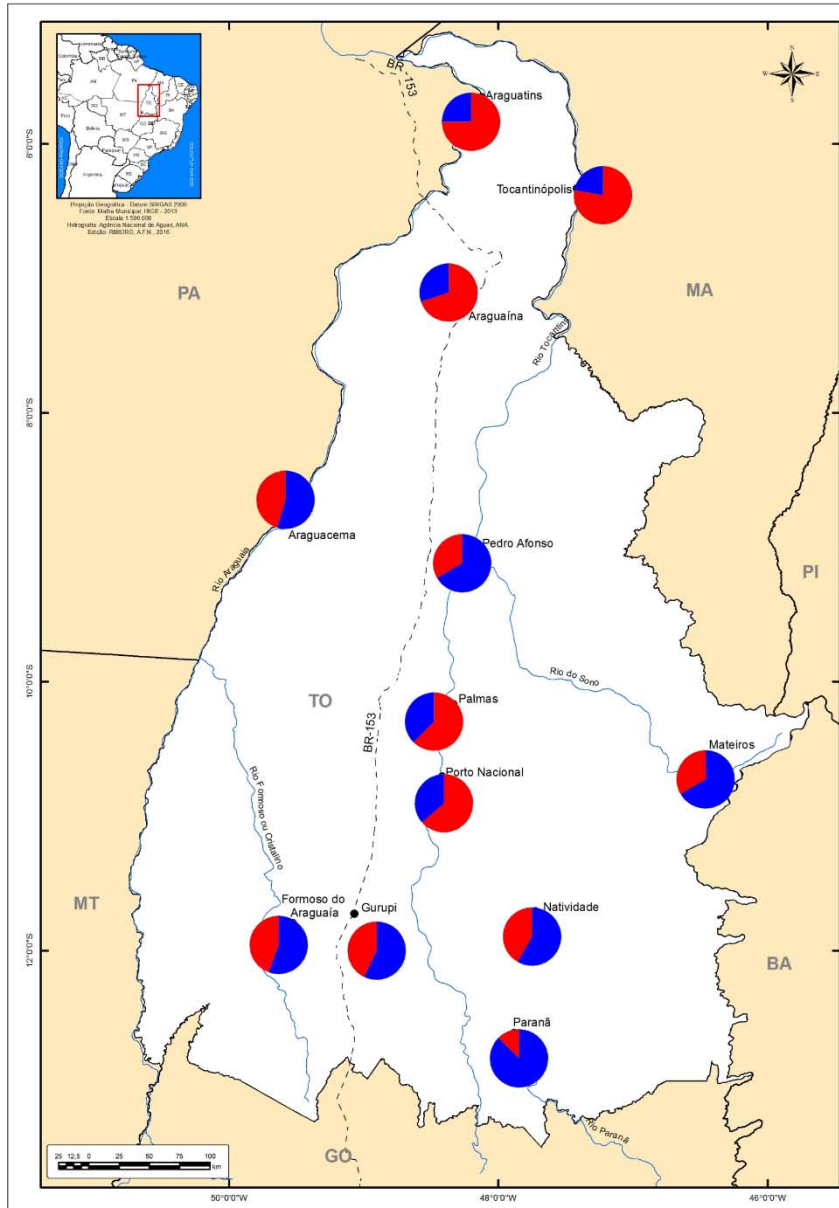 N
W
E
S
BR -153
Araguatins
6°0'0"S
Tocantinópolis
Projeção Geográfica - Datum SIRGAS 2000
Fonte: Malha Municipal, IBGE - 2013
Escala 1:500.000
Hidrografia: Agência Nacional de Águas, ANA
Edição: RIBEIRO, A.F.N., 2016
PA
MA
Araguaína
Rio Tocantins
8°0'0"S
Araguacema
Pedro Afonso
Rio Araguaia
PI
Rio do Sono
10°0'0"S
TO
Palmas
BR-153
Mateiros
Porto Nacional
Rio Formoso ou Cristalino
MT
Formoso do
Araguaía
Gurupi
Natividade
12°0'0"S
BA
Paranã
Rio Paranã
GO
25 12,5 0 25 50 75 100
km
50°0'0"W
48°0'0"W
46°0'0"W